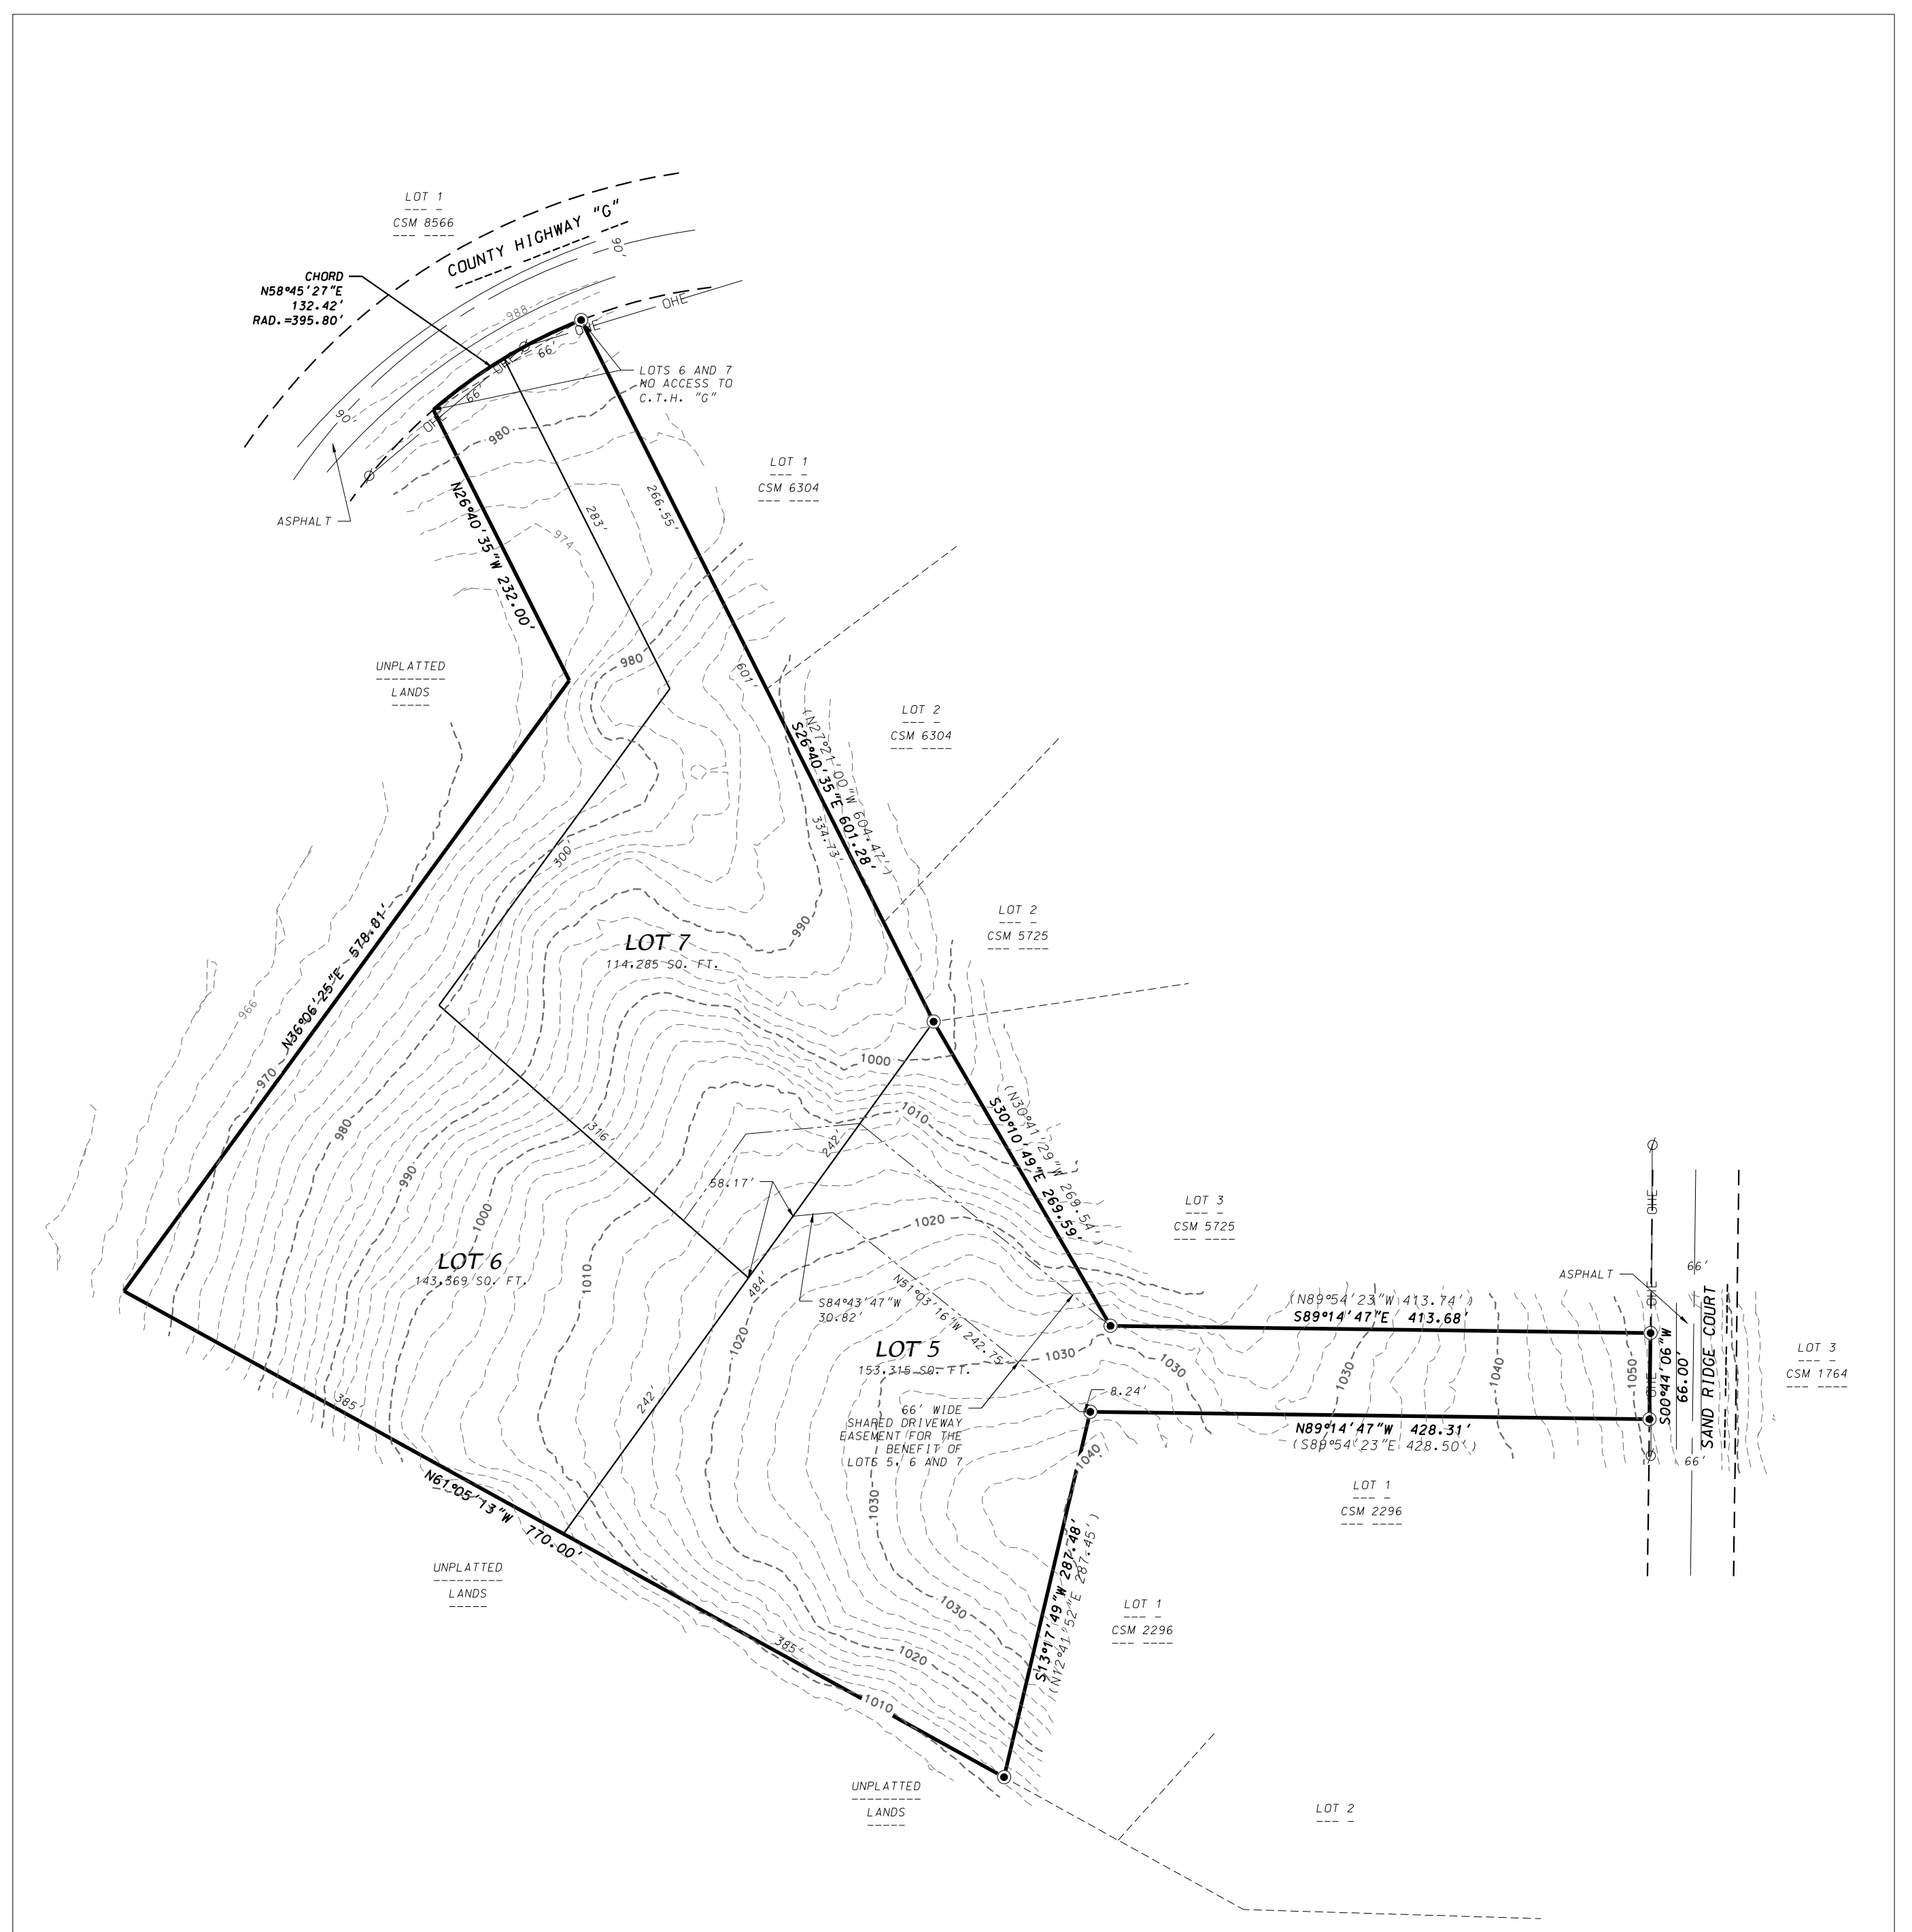 LOT 1
CSM 8566
COUNTY HIGHWAY "G"
90'
CHORD
N58°45'27"E
132.42'
RAD.=395.80'
988
OHE
OHE
OHE
66'
66'
OHE
90'
LOTS 6 AND 7
NO ACCESS TO
C.T.H. "G"
980
ASPHALT
LOT 1
CSM 6304
N26°40'35"W 232.00'
283'
266.55'
974
UNPLATTED
LANDS
980
601'
LOT 2
CSM 6304
(N27°21'00"W 604.47')
S26°40'35"E 601.28'
334.73'
300'
N36°06'25"E 578.81'
LOT 7
114,285 SQ. FT.
990
LOT 2
CSM 5725
966
970
1000
980
316
1010
242'
(N30°41'29"W 269.54')
S30°10'49"E 269.59'
990
1000
58.17'
1020
LOT 3
CSM 5725
OHE
LOT 6
143,369 SQ. FT.
1010
484'
N51°03'16"W 242.75
S84°43'47"W
30.82'
ASPHALT
66'
OHE
(N89°54'23"W 413.74')
S89°14'47"E 413.68'
1020
LOT 5
153,315 SQ. FT.
1030
1030
1030
1040
1050
OHE
S00°44'06"W
66.00'
SAND RIDGE COURT
LOT 3
CSM 1764
385'
242'
8.24'
66' WIDE
SHARED DRIVEWAY
EASEMENT FOR THE
BENEFIT OF
LOTS 5, 6 AND 7
N89°14'47"W 428.31'
(S89°54'23"E 428.50')
66'
1040
1030
N61°05'13"W 770.00'
LOT 1
CSM 2296
UNPLATTED
LANDS
S13°17'49"W 287.48'
(N12°41'52"E 287.45')
1030
LOT 1
CSM 2296
385'
1020
1010
UNPLATTED
LANDS
LOT 2